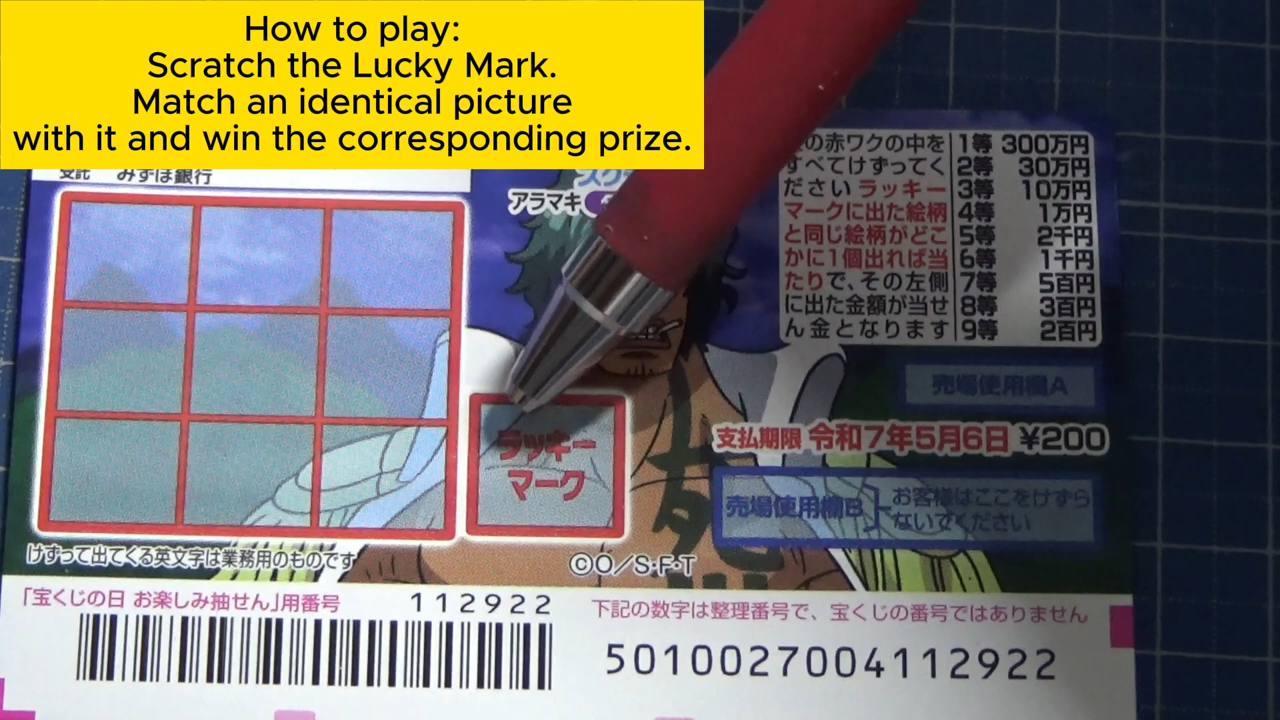 How to play:
Scratch the Lucky Mark.
Match an identical picture
with it and win the corresponding prize.
受託 みずほ銀行
アラマキ
の赤ワクの中を
すべてけずってく
ださい ラッキー
マークに出た絵柄
と同じ絵柄がどこ
かに1個出れば当
たりで、その左側
に出た金額が当せ
ん金となります
1等 300万円
2等 30万円
3等 10万円
4等 1万円
5等 2千円
6等 1千円
7等 5百円
8等 3百円
9等 2百円
売場使用欄A
ラッキー
マーク
支払期限 令和7年5月6日 ¥200
売場使用欄B
お客様はここをけずら
ないでください
けずって出てくる英文字は業務用のものです
©O/S・F・T
「宝くじの日 お楽しみ抽せん」用番号 112922
下記の数字は整理番号で、宝くじの番号ではありません
5010027004112922